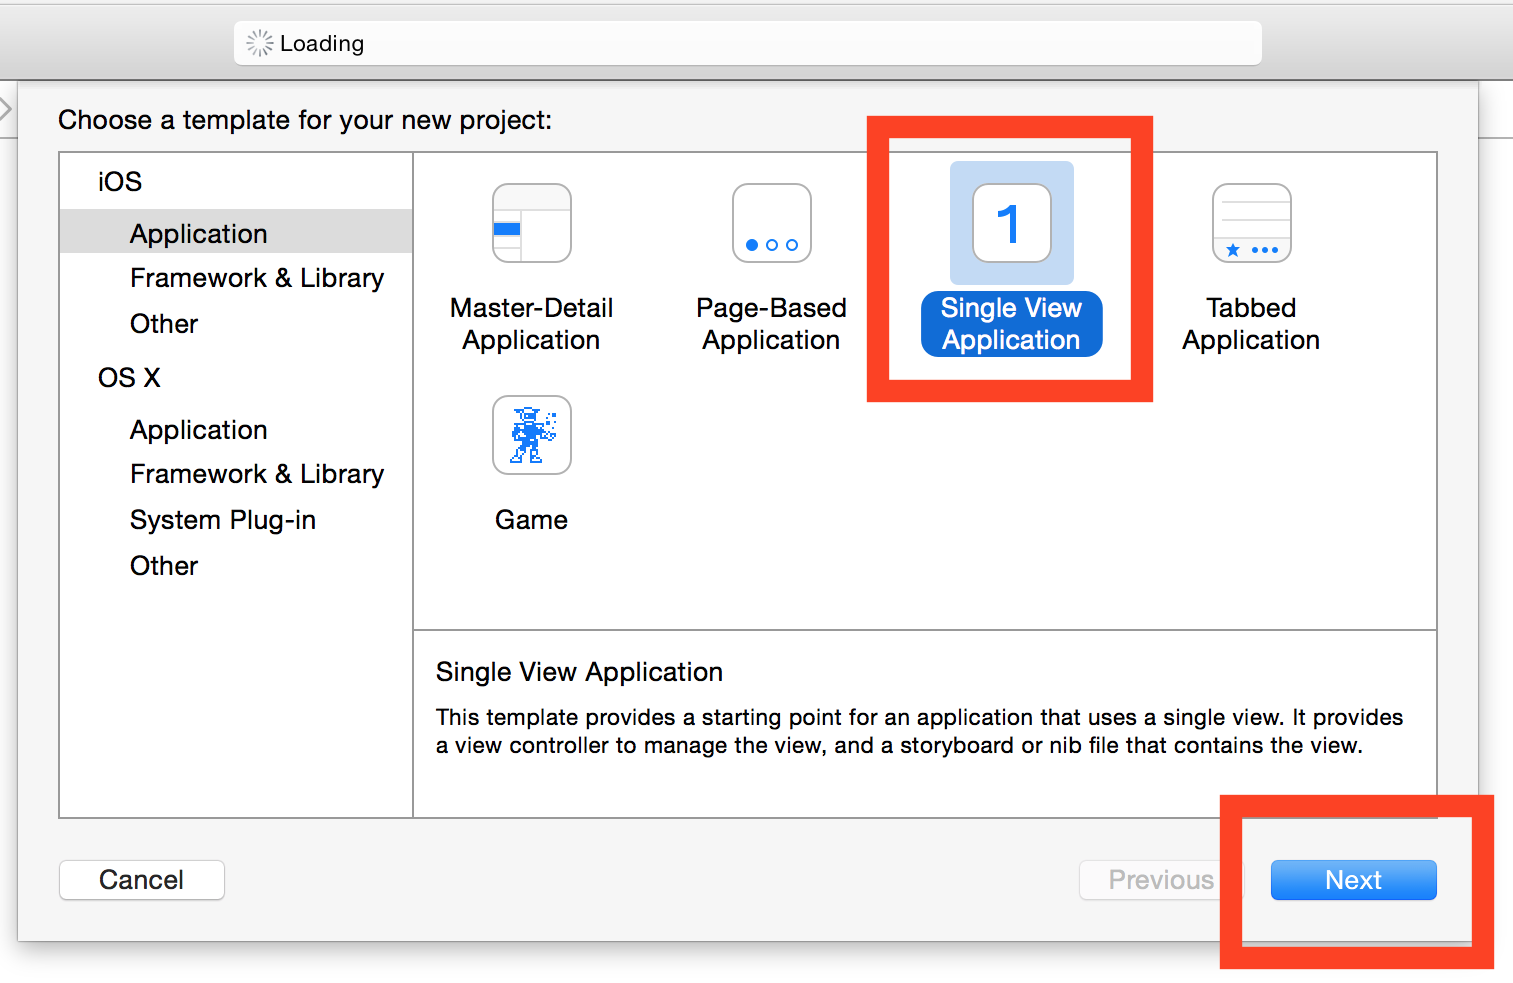 Loading
Choose a template for your new project:
iOS
Application
Framework & Library
Other
OS X
Application
Framework & Library
System Plug-in
Other
Master-Detail
Application
Page-Based
Application
1
Single View
Application
Tabbed
Application
Game
Single View Application
This template provides a starting point for an application that uses a single view. It provides
a view controller to manage the view, and a storyboard or nib file that contains the view.
Cancel
Previous
Next